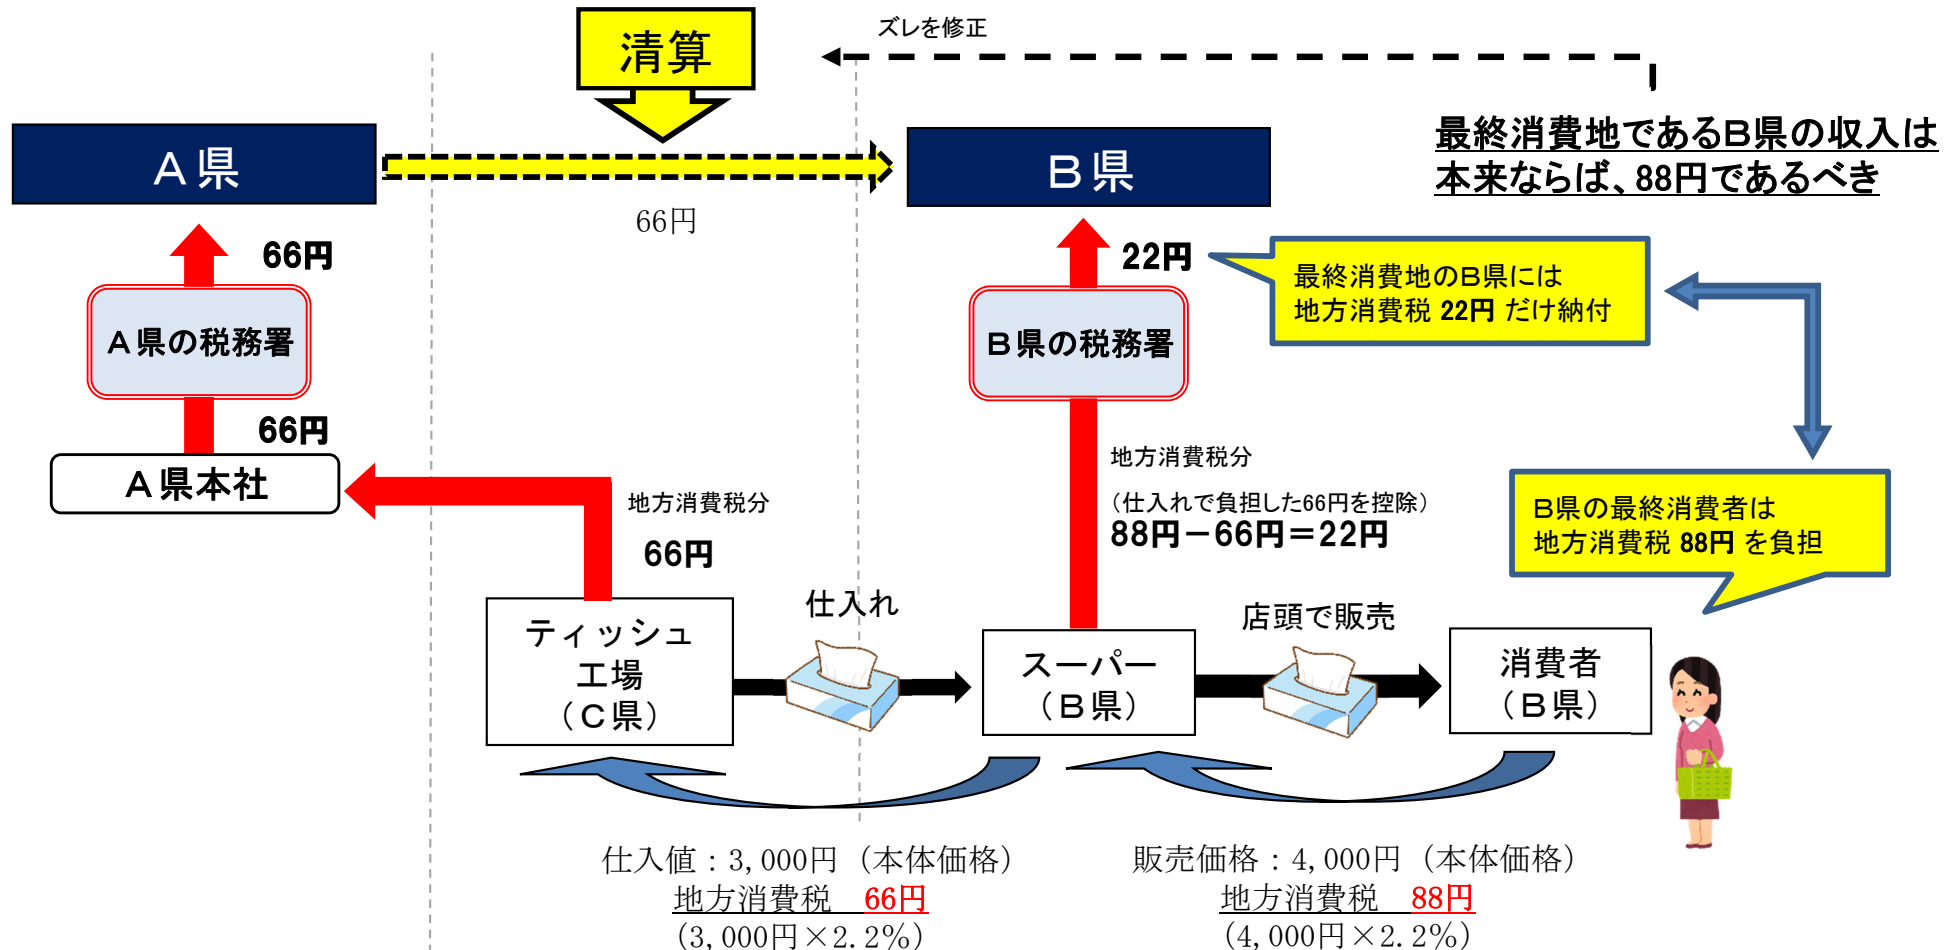 清算
ズレを修正
A県
B県
66円
最終消費地であるB県の収入は
本来ならば、88円であるべき
66円
22円
最終消費地のB県には
地方消費税 22円 だけ納付
A県の税務署
B県の税務署
66円
A県本社
地方消費税分
66円
地方消費税分
（仕入れで負担した66円を控除）
88円－66円＝22円
B県の最終消費者は
地方消費税 88円 を負担
仕入れ
店頭で販売
ティッシュ
工場
（C県）
スーパー
（B県）
消費者
（B県）
仕入値：3,000円（本体価格）
地方消費税　66円
(3,000円×2.2%)
販売価格：4,000円（本体価格）
地方消費税　88円
(4,000円×2.2%)